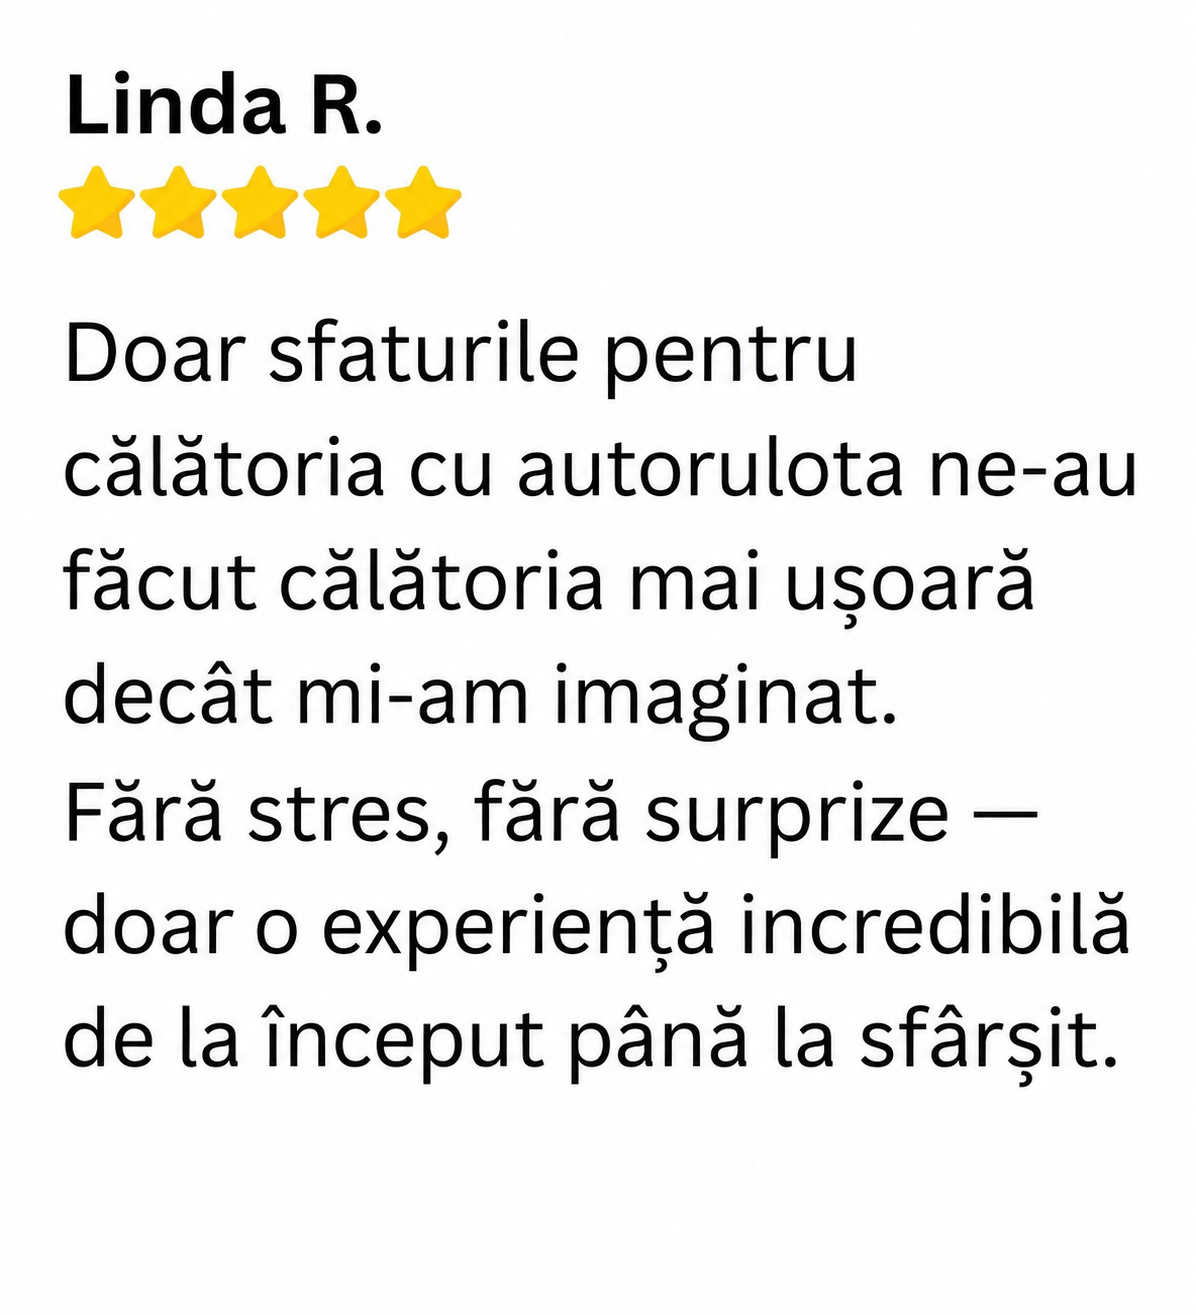 Linda R.
⭐⭐⭐⭐⭐
Doar sfaturile pentru
călătoria cu autorulota ne-au
făcut călătoria mai ușoară
decât mi-am imaginat.
Fără stres, fără surprize —
doar o experiență incredibilă
de la început până la sfârșit.